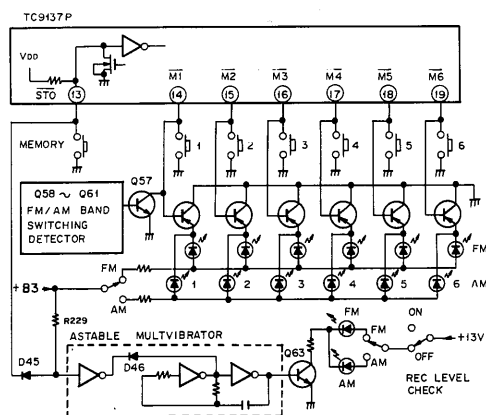 TC9137P
VDD
STO M1 M2 M3 M4 M5 M6
13 14 15 16 17 18 19
MEMORY 1 2 3 4 5 6
Q57
Q58 ~ Q61
FM/AM BAND
SWITCHING
DETECTOR
FM
+B3 FM AM
AM 1 2 3 4 5 6
R229
ASTABLE MULTVIBRATOR
D45 D46 Q63
FM FM ON
+13V
OFF
AM AM
REC LEVEL
CHECK